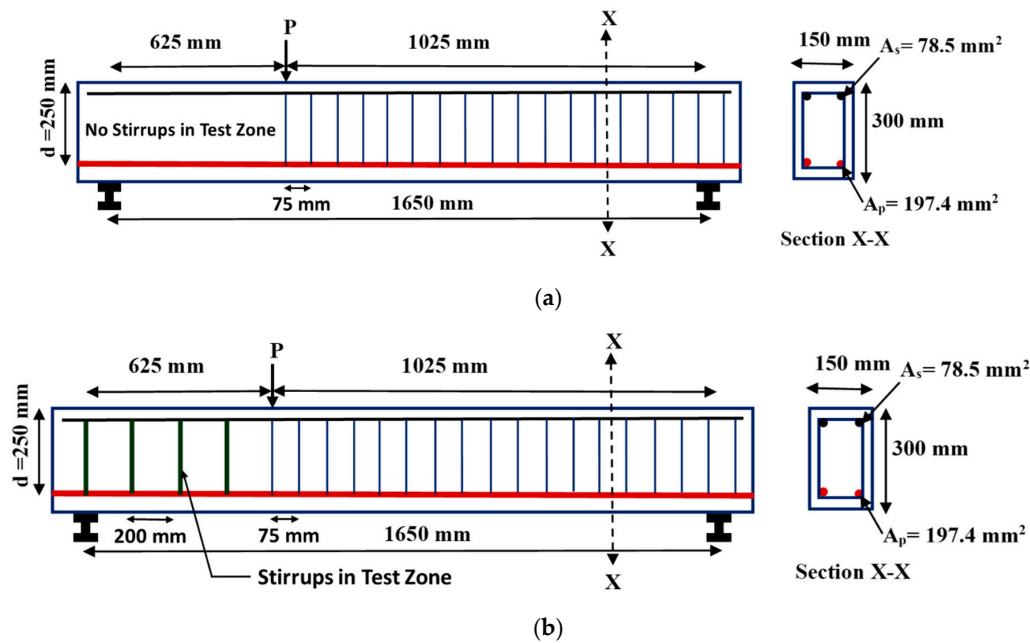 625 mm
P
1025 mm
X
150 mm
Aₛ= 78.5 mm²
d =250 mm
No Stirrups in Test Zone
300 mm
75 mm
1650 mm
X
Aₚ= 197.4 mm²
Section X-X
(a)
625 mm
P
1025 mm
X
150 mm
Aₛ= 78.5 mm²
d =250 mm
300 mm
200 mm
75 mm
1650 mm
Aₚ= 197.4 mm²
Stirrups in Test Zone
X
Section X-X
(b)